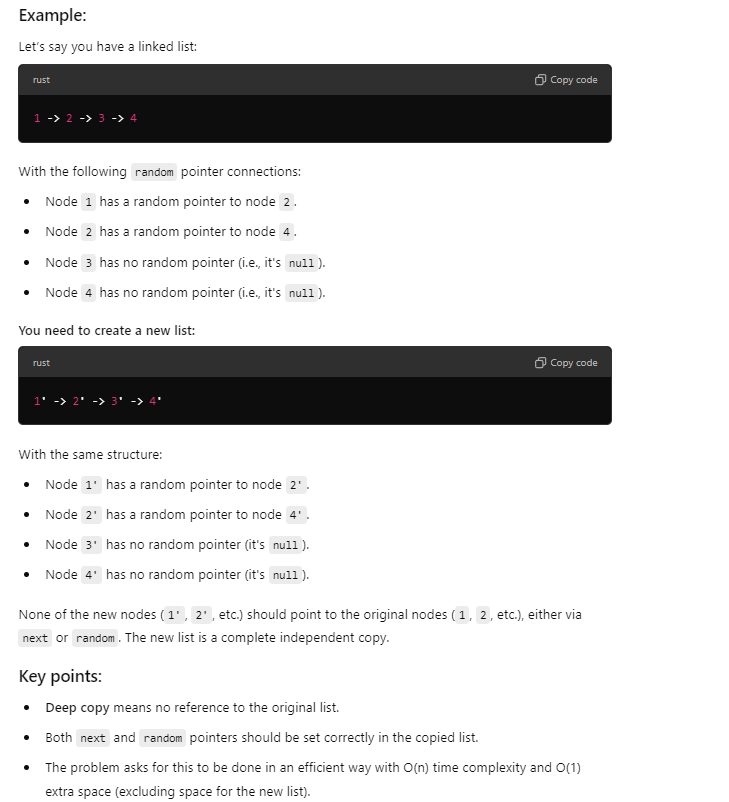 Example:
Let's say you have a linked list:
rust Copy code
1 -> 2 -> 3 -> 4
With the following random pointer connections:
• Node 1 has a random pointer to node 2.
• Node 2 has a random pointer to node 4.
• Node 3 has no random pointer (i.e., it's null).
• Node 4 has no random pointer (i.e., it's null).
You need to create a new list:
rust Copy code
1' -> 2' -> 3' -> 4'
With the same structure:
• Node 1' has a random pointer to node 2'.
• Node 2' has a random pointer to node 4'.
• Node 3' has no random pointer (it's null).
• Node 4' has no random pointer (it's null).
None of the new nodes (1', 2', etc.) should point to the original nodes (1, 2, etc.), either via
next or random. The new list is a complete independent copy.
Key points:
• Deep copy means no reference to the original list.
• Both next and random pointers should be set correctly in the copied list.
• The problem asks for this to be done in an efficient way with O(n) time complexity and O(1)
extra space (excluding space for the new list).